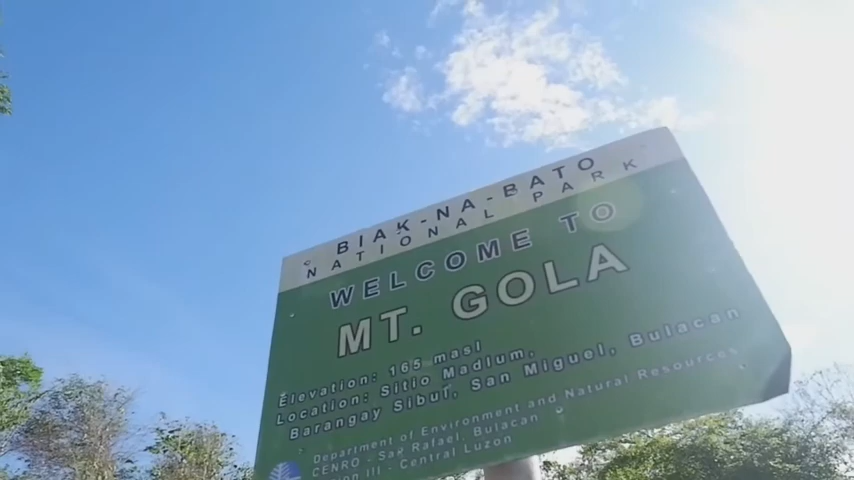 BIAK-NA-BATO
NATIONAL PARK
WELCOME TO
MT. GOLA
Elevation: 165 masl
Location: Sitio Madlum,
Barangay Sibul, San Miguel, Bulacan
Department of Environment and Natural Resources
CENRO - San Rafael, Bulacan
III - Central Luzon